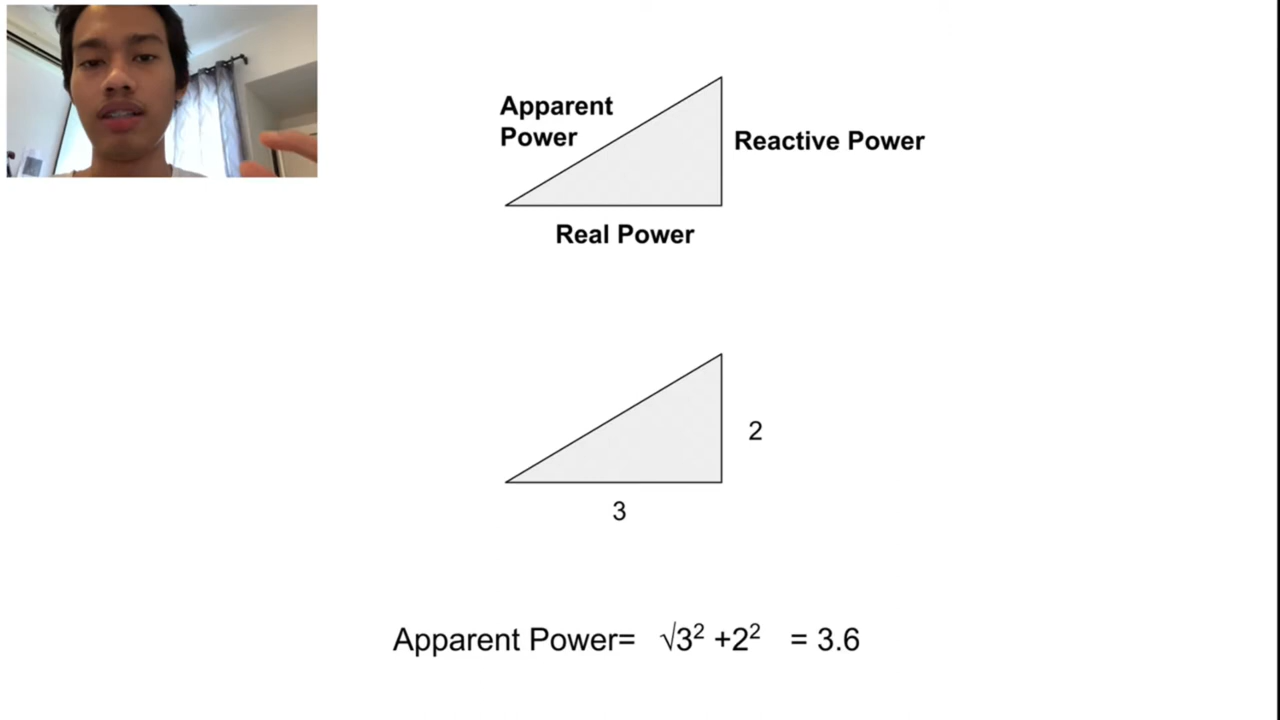 Apparent
Power
Reactive Power
Real Power
2
3
Apparent Power= √3² +2² = 3.6